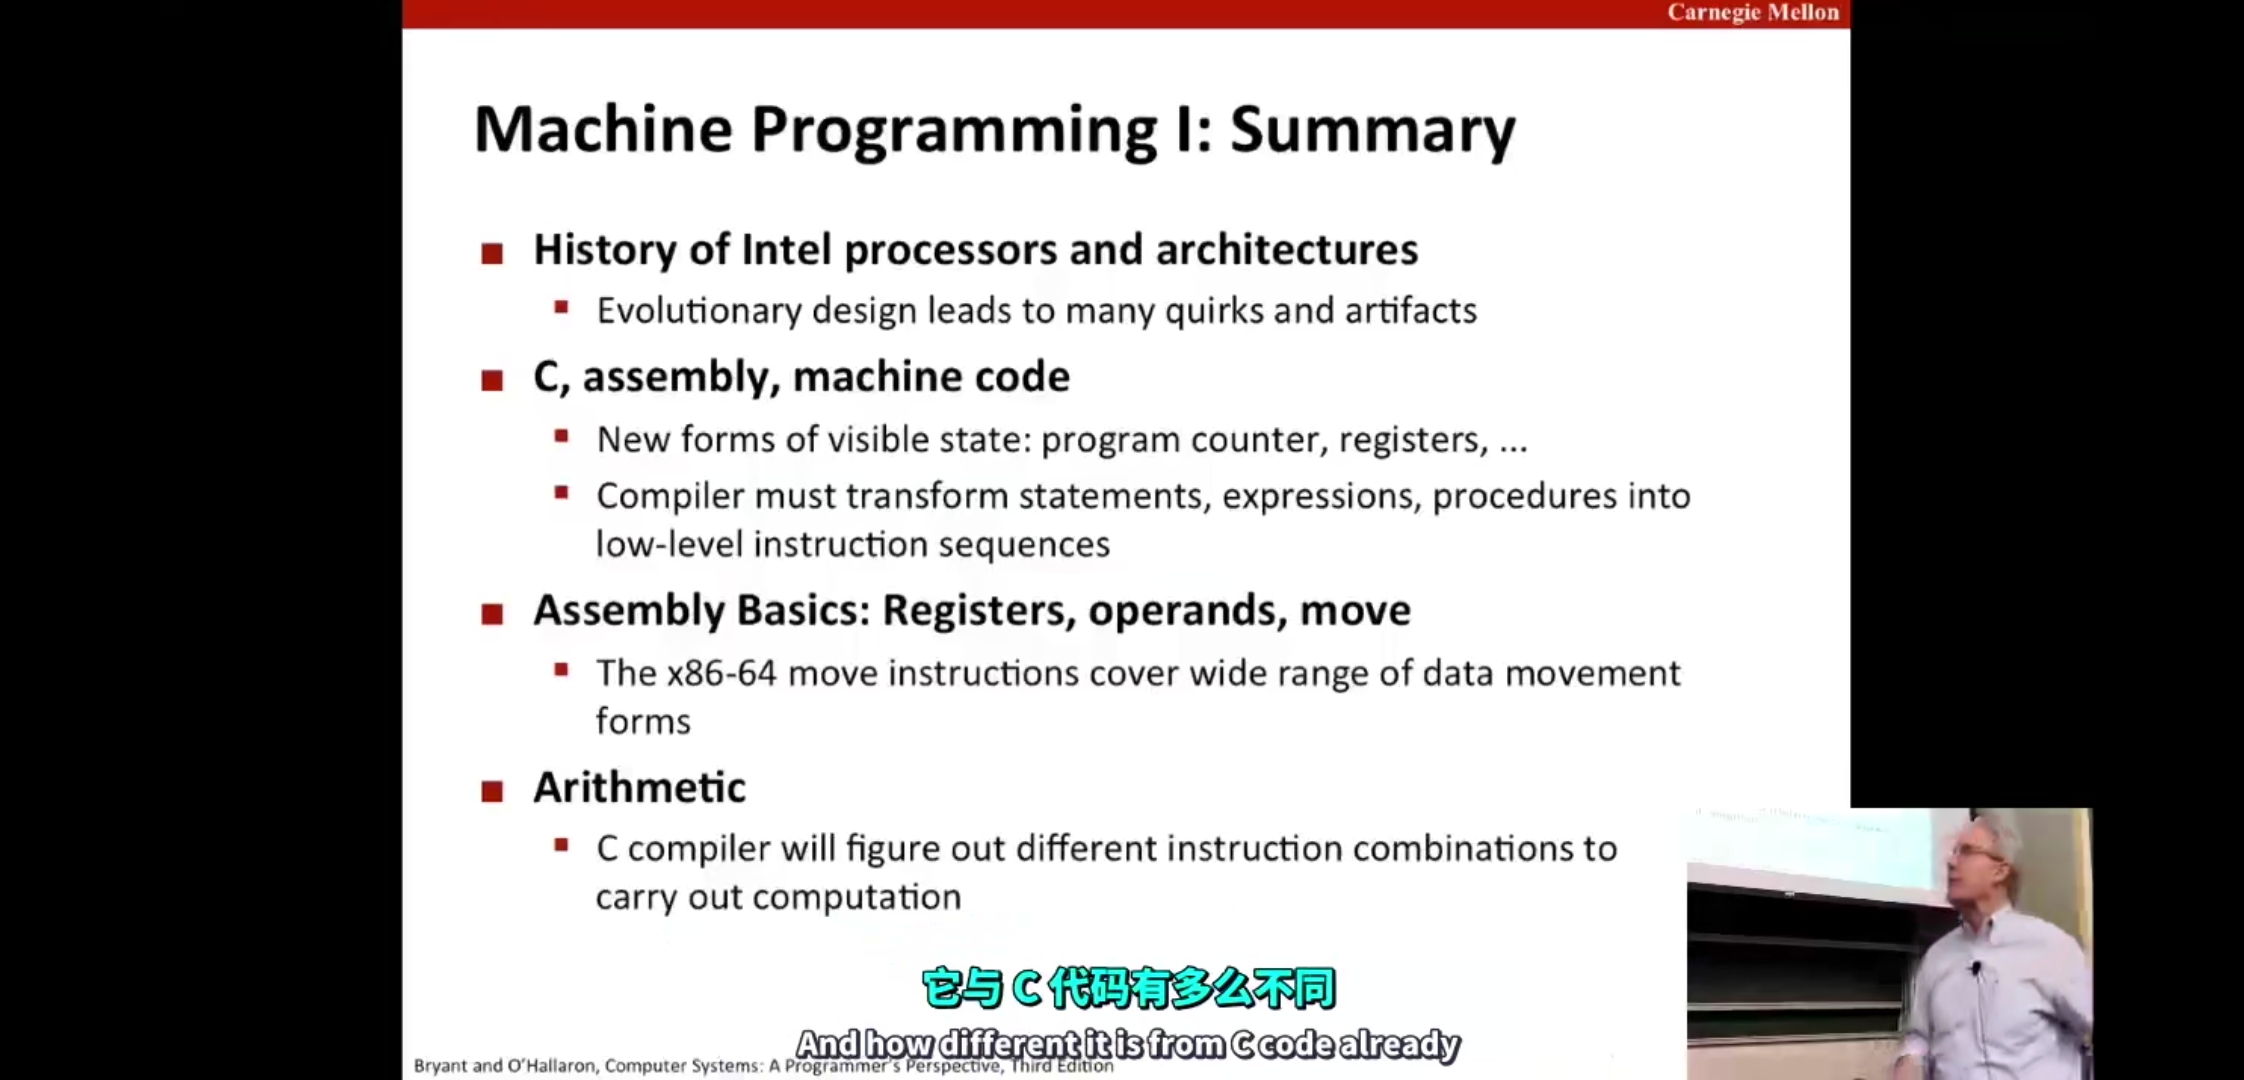 Carnegie Mellon
Machine Programming I: Summary
History of Intel processors and architectures
Evolutionary design leads to many quirks and artifacts
C, assembly, machine code
New forms of visible state: program counter, registers, ...
Compiler must transform statements, expressions, procedures into
low-level instruction sequences
Assembly Basics: Registers, operands, move
The x86-64 move instructions cover wide range of data movement
forms
Arithmetic
C compiler will figure out different instruction combinations to
carry out computation
它与 C 代码有多么不同
And how different it is from C code already
Bryant and O'Hallaron, Computer Systems: A Programmer's Perspective, Third Edition